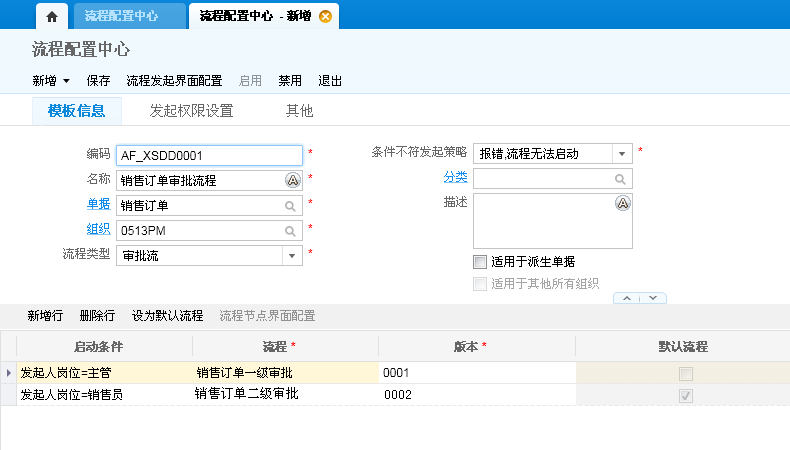 流程配置中心 流程配置中心 - 新增
流程配置中心
新增 保存 流程发起界面配置 启用 禁用 退出
模板信息 发起权限设置 其他
编码 AF_XSDD0001 * 条件不符发起策略 报错,流程无法启动 *
名称 销售订单审批流程 A * 分类
单据 销售订单 * 描述 A
组织 0513PM *
流程类型 审批流 *
适用于派生单据
适用于其他所有组织
新增行 删除行 设为默认流程 流程节点界面配置
启动条件 流程 * 版本 * 默认流程
发起人岗位=主管 销售订单一级审批 0001
发起人岗位=销售员 销售订单二级审批 0002